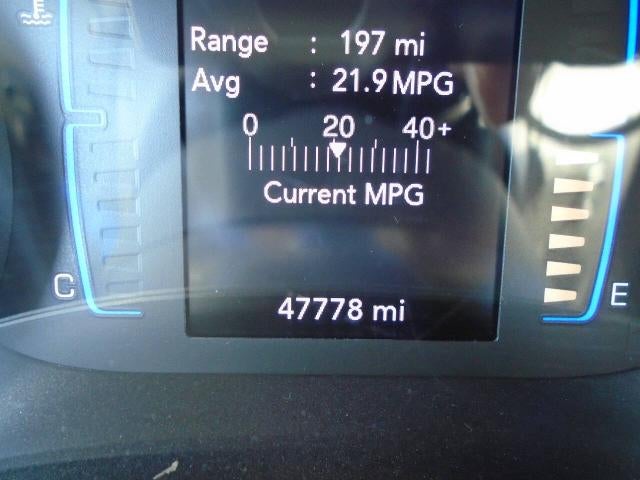 Range : 197 mi
Avg : 21.9 MPG
0 20 40+
Current MPG
C E
47778 mi